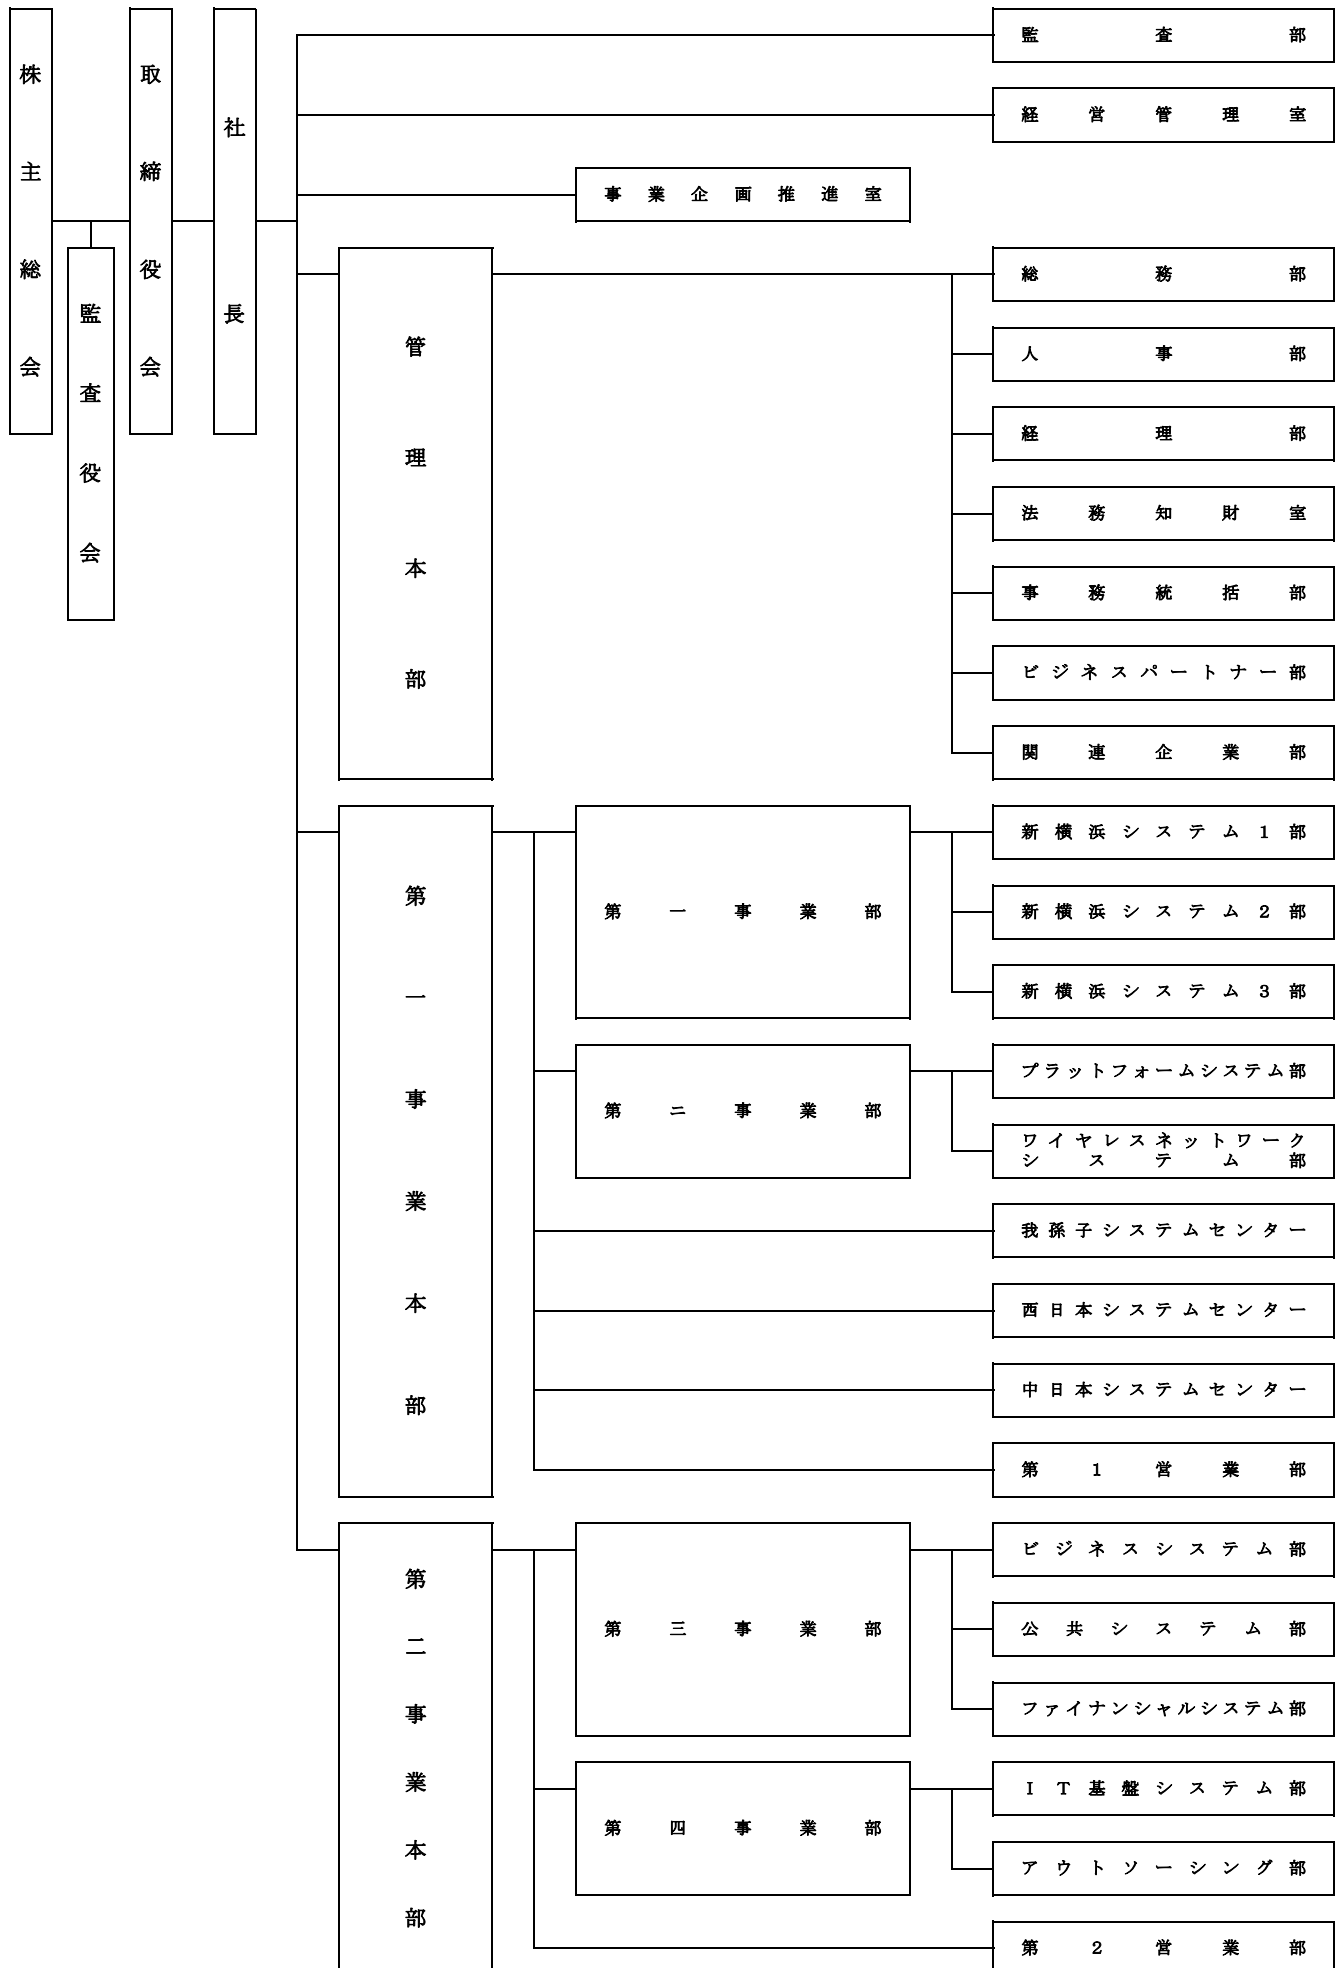 株主総会
監査役会
取締役会
社長
監査部
経営管理室
事業企画推進室
管理本部
総務部
人事部
経理部
法務知財室
事務統括部
ビジネスパートナー部
関連企業部
第一事業本部
第一事業部
新横浜システム1部
新横浜システム2部
新横浜システム3部
第ニ事業部
プラットフォームシステム部
ワイヤレスネットワーク
システム部
我孫子システムセンター
西日本システムセンター
中日本システムセンター
第1営業部
第二事業本部
第三事業部
ビジネスシステム部
公共システム部
ファイナンシャルシステム部
第四事業部
IT基盤システム部
アウトソーシング部
第2営業部